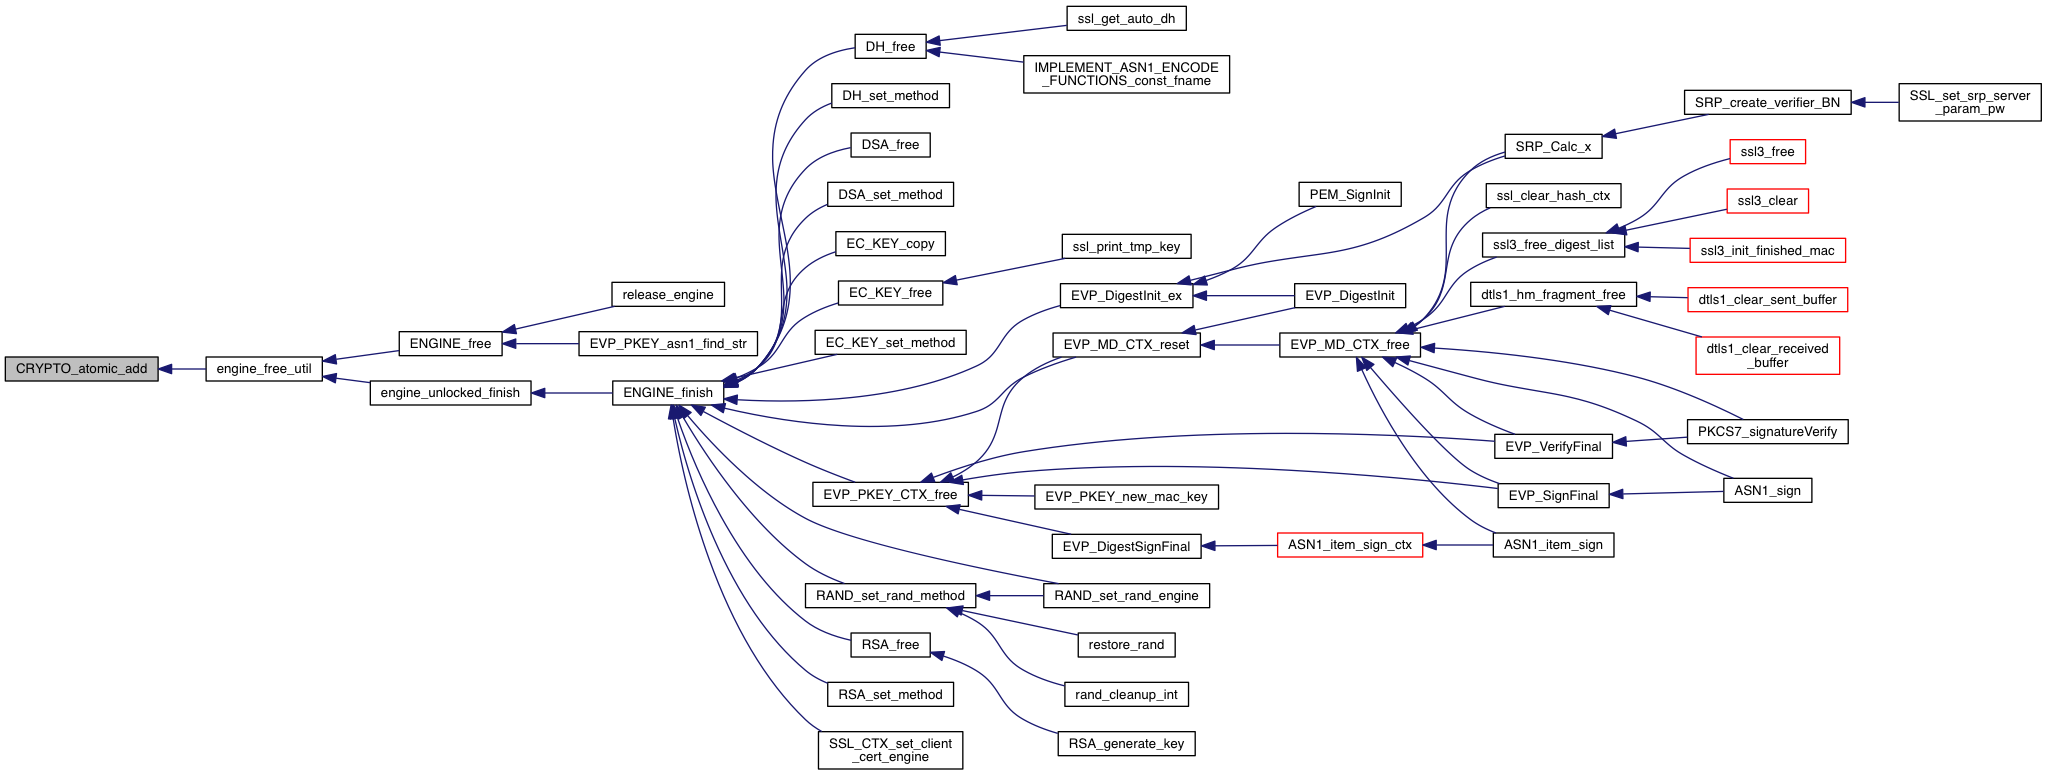 CRYPTO_atomic_add
engine_free_util
ENGINE_free
engine_unlocked_finish
release_engine
EVP_PKEY_asn1_find_str
ENGINE_finish
DH_free
DH_set_method
DSA_free
DSA_set_method
EC_KEY_copy
EC_KEY_free
EC_KEY_set_method
EVP_PKEY_CTX_free
RAND_set_rand_method
RSA_free
RSA_set_method
SSL_CTX_set_client
_cert_engine
ssl_get_auto_dh
IMPLEMENT_ASN1_ENCODE
_FUNCTIONS_const_fname
ssl_print_tmp_key
EVP_DigestInit_ex
EVP_MD_CTX_reset
EVP_PKEY_new_mac_key
EVP_DigestSignFinal
RAND_set_rand_engine
restore_rand
rand_cleanup_int
RSA_generate_key
PEM_SignInit
EVP_DigestInit
EVP_MD_CTX_free
ASN1_item_sign_ctx
SRP_Calc_x
ssl_clear_hash_ctx
ssl3_free_digest_list
dtls1_hm_fragment_free
EVP_VerifyFinal
EVP_SignFinal
ASN1_item_sign
SRP_create_verifier_BN
ssl3_free
ssl3_clear
ssl3_init_finished_mac
dtls1_clear_sent_buffer
dtls1_clear_received
_buffer
PKCS7_signatureVerify
ASN1_sign
SSL_set_srp_server
_param_pw